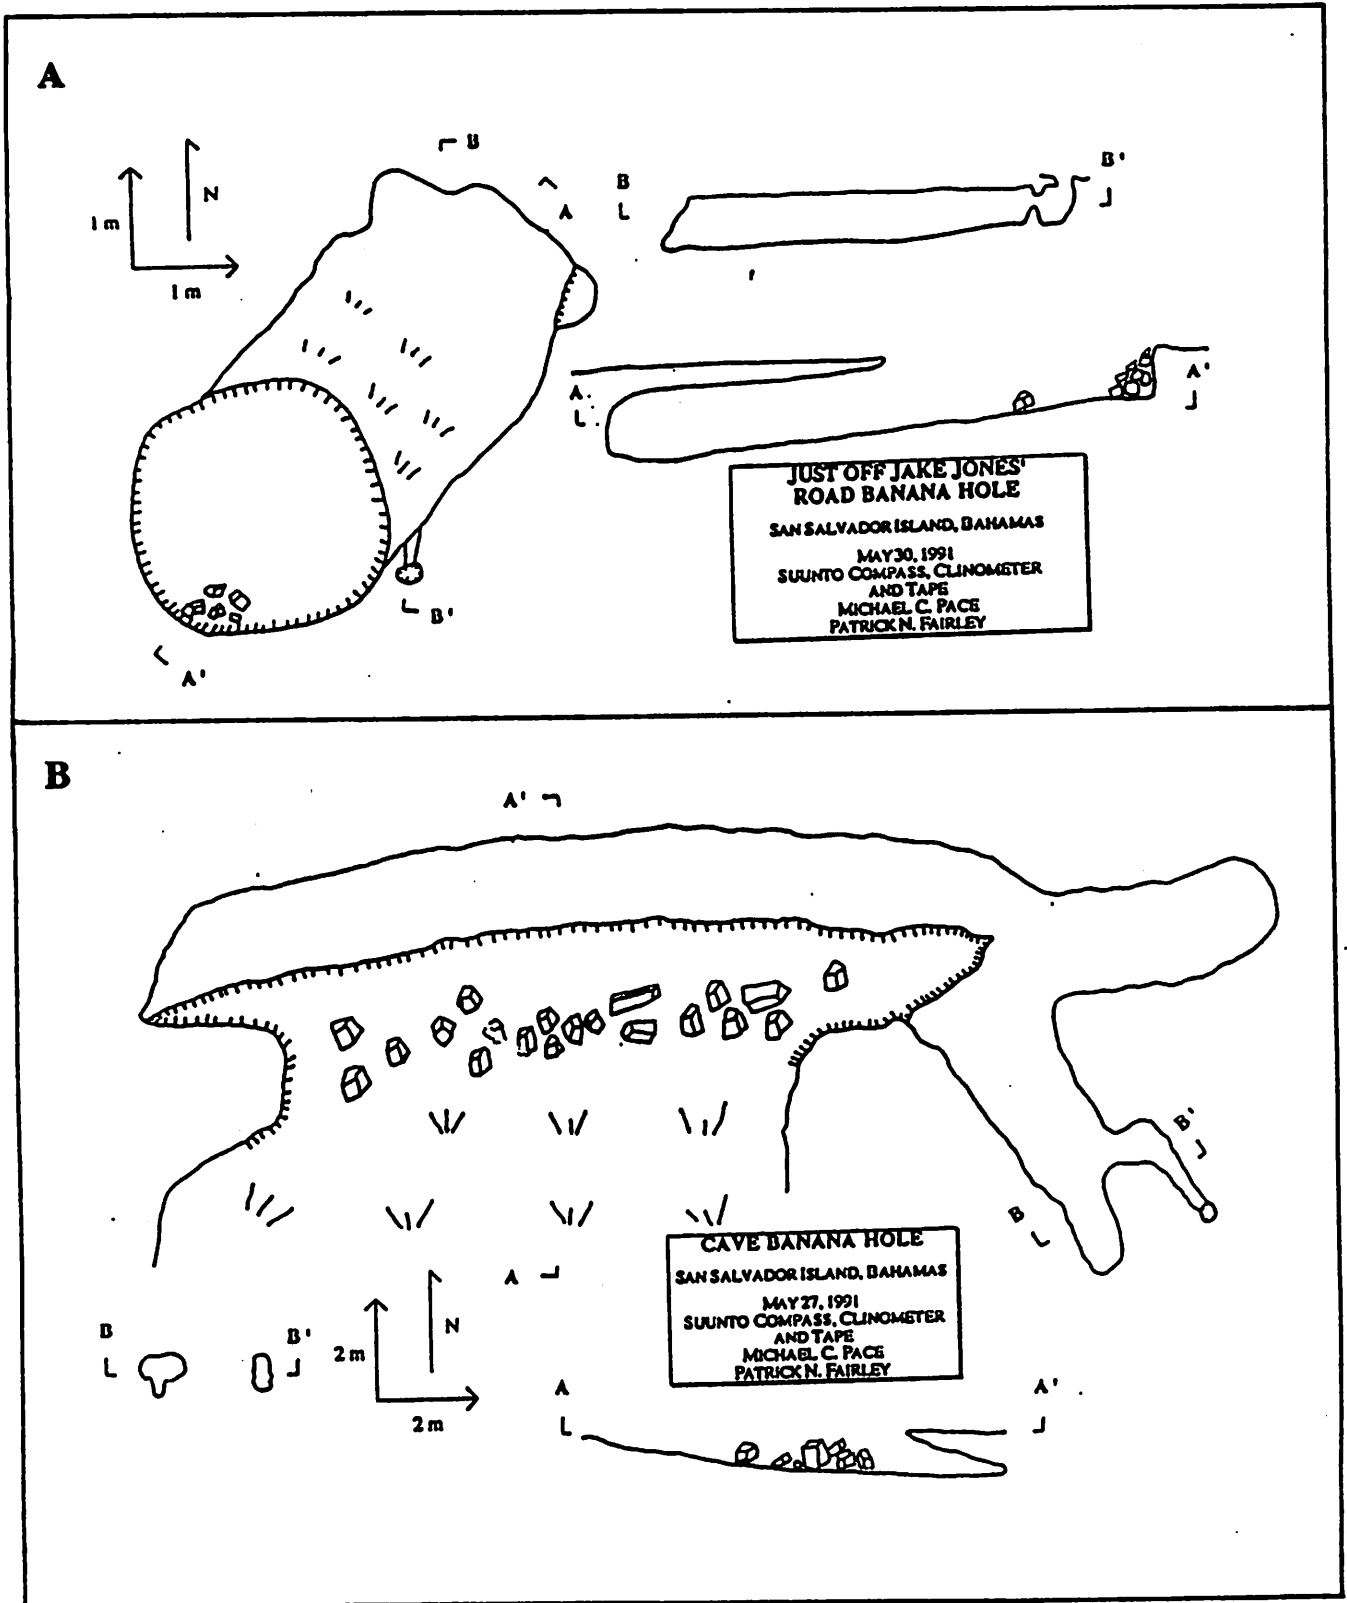 A
B
A
N
1 m
1 m
B
B'
A
A'
B'
A'
JUST OFF JAKE JONES'
ROAD BANANA HOLE
SAN SALVADOR ISLAND, BAHAMAS
MAY 30, 1991
SUUNTO COMPASS, CLINOMETER
AND TAPE
MICHAEL C. PACE
PATRICK N. FAIRLEY
B
A'
B'
B
A
N
2 m
2 m
B
B'
CAVE BANANA HOLE
SAN SALVADOR ISLAND, BAHAMAS
MAY 27, 1991
SUUNTO COMPASS, CLINOMETER
AND TAPE
MICHAEL C. PACE
PATRICK N. FAIRLEY
A
A'